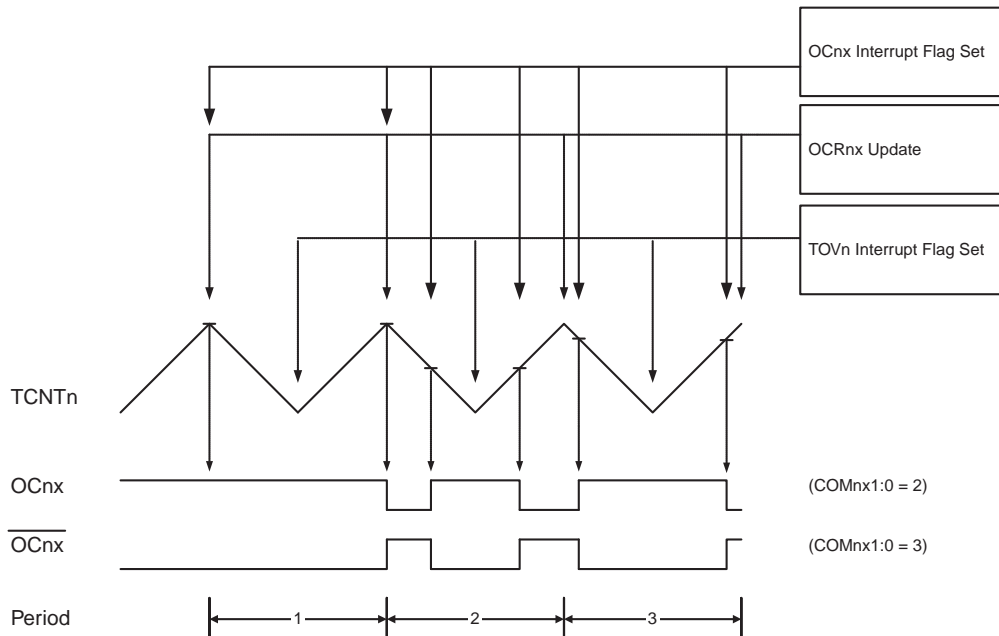 OCnx Interrupt Flag Set
OCRnx Update
TOVn Interrupt Flag Set
TCNTn
OCnx
(COMnx1:0 = 2)
OCnx
(COMnx1:0 = 3)
Period
1
2
3